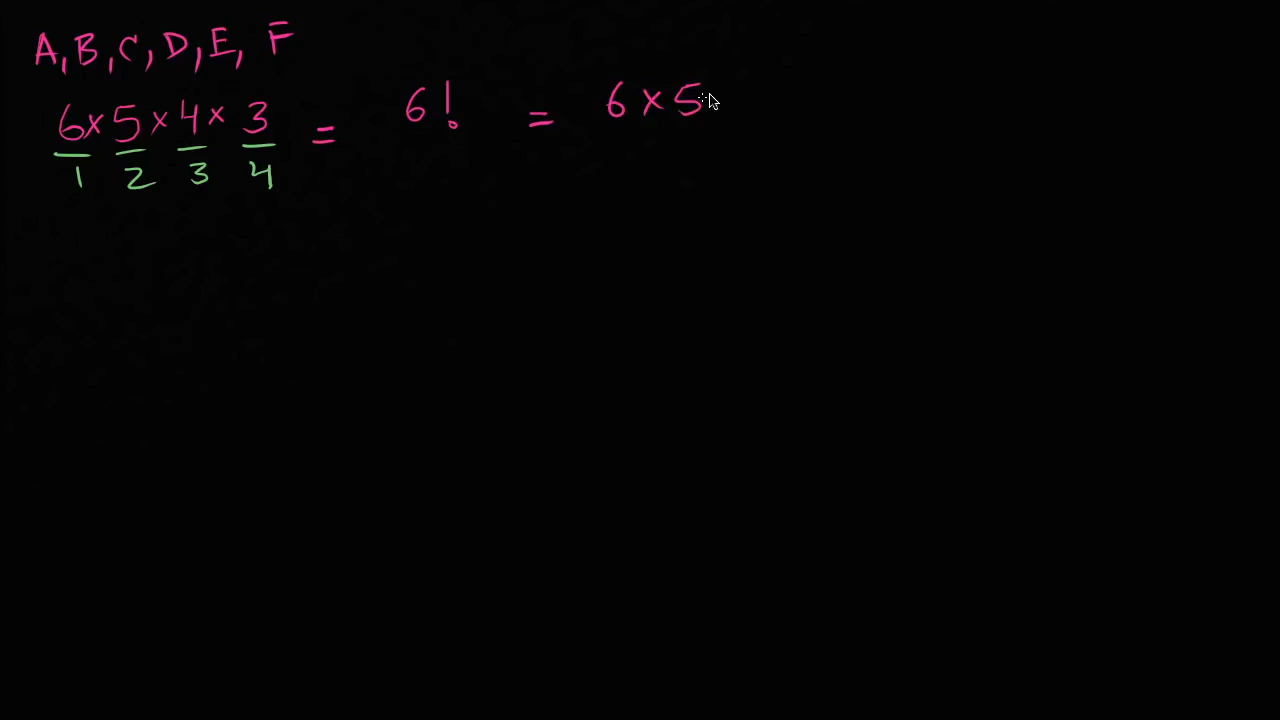 A, B, C, D, E, F
6 × 5 × 4 × 3 = 6! = 6 × 5
1 2 3 4